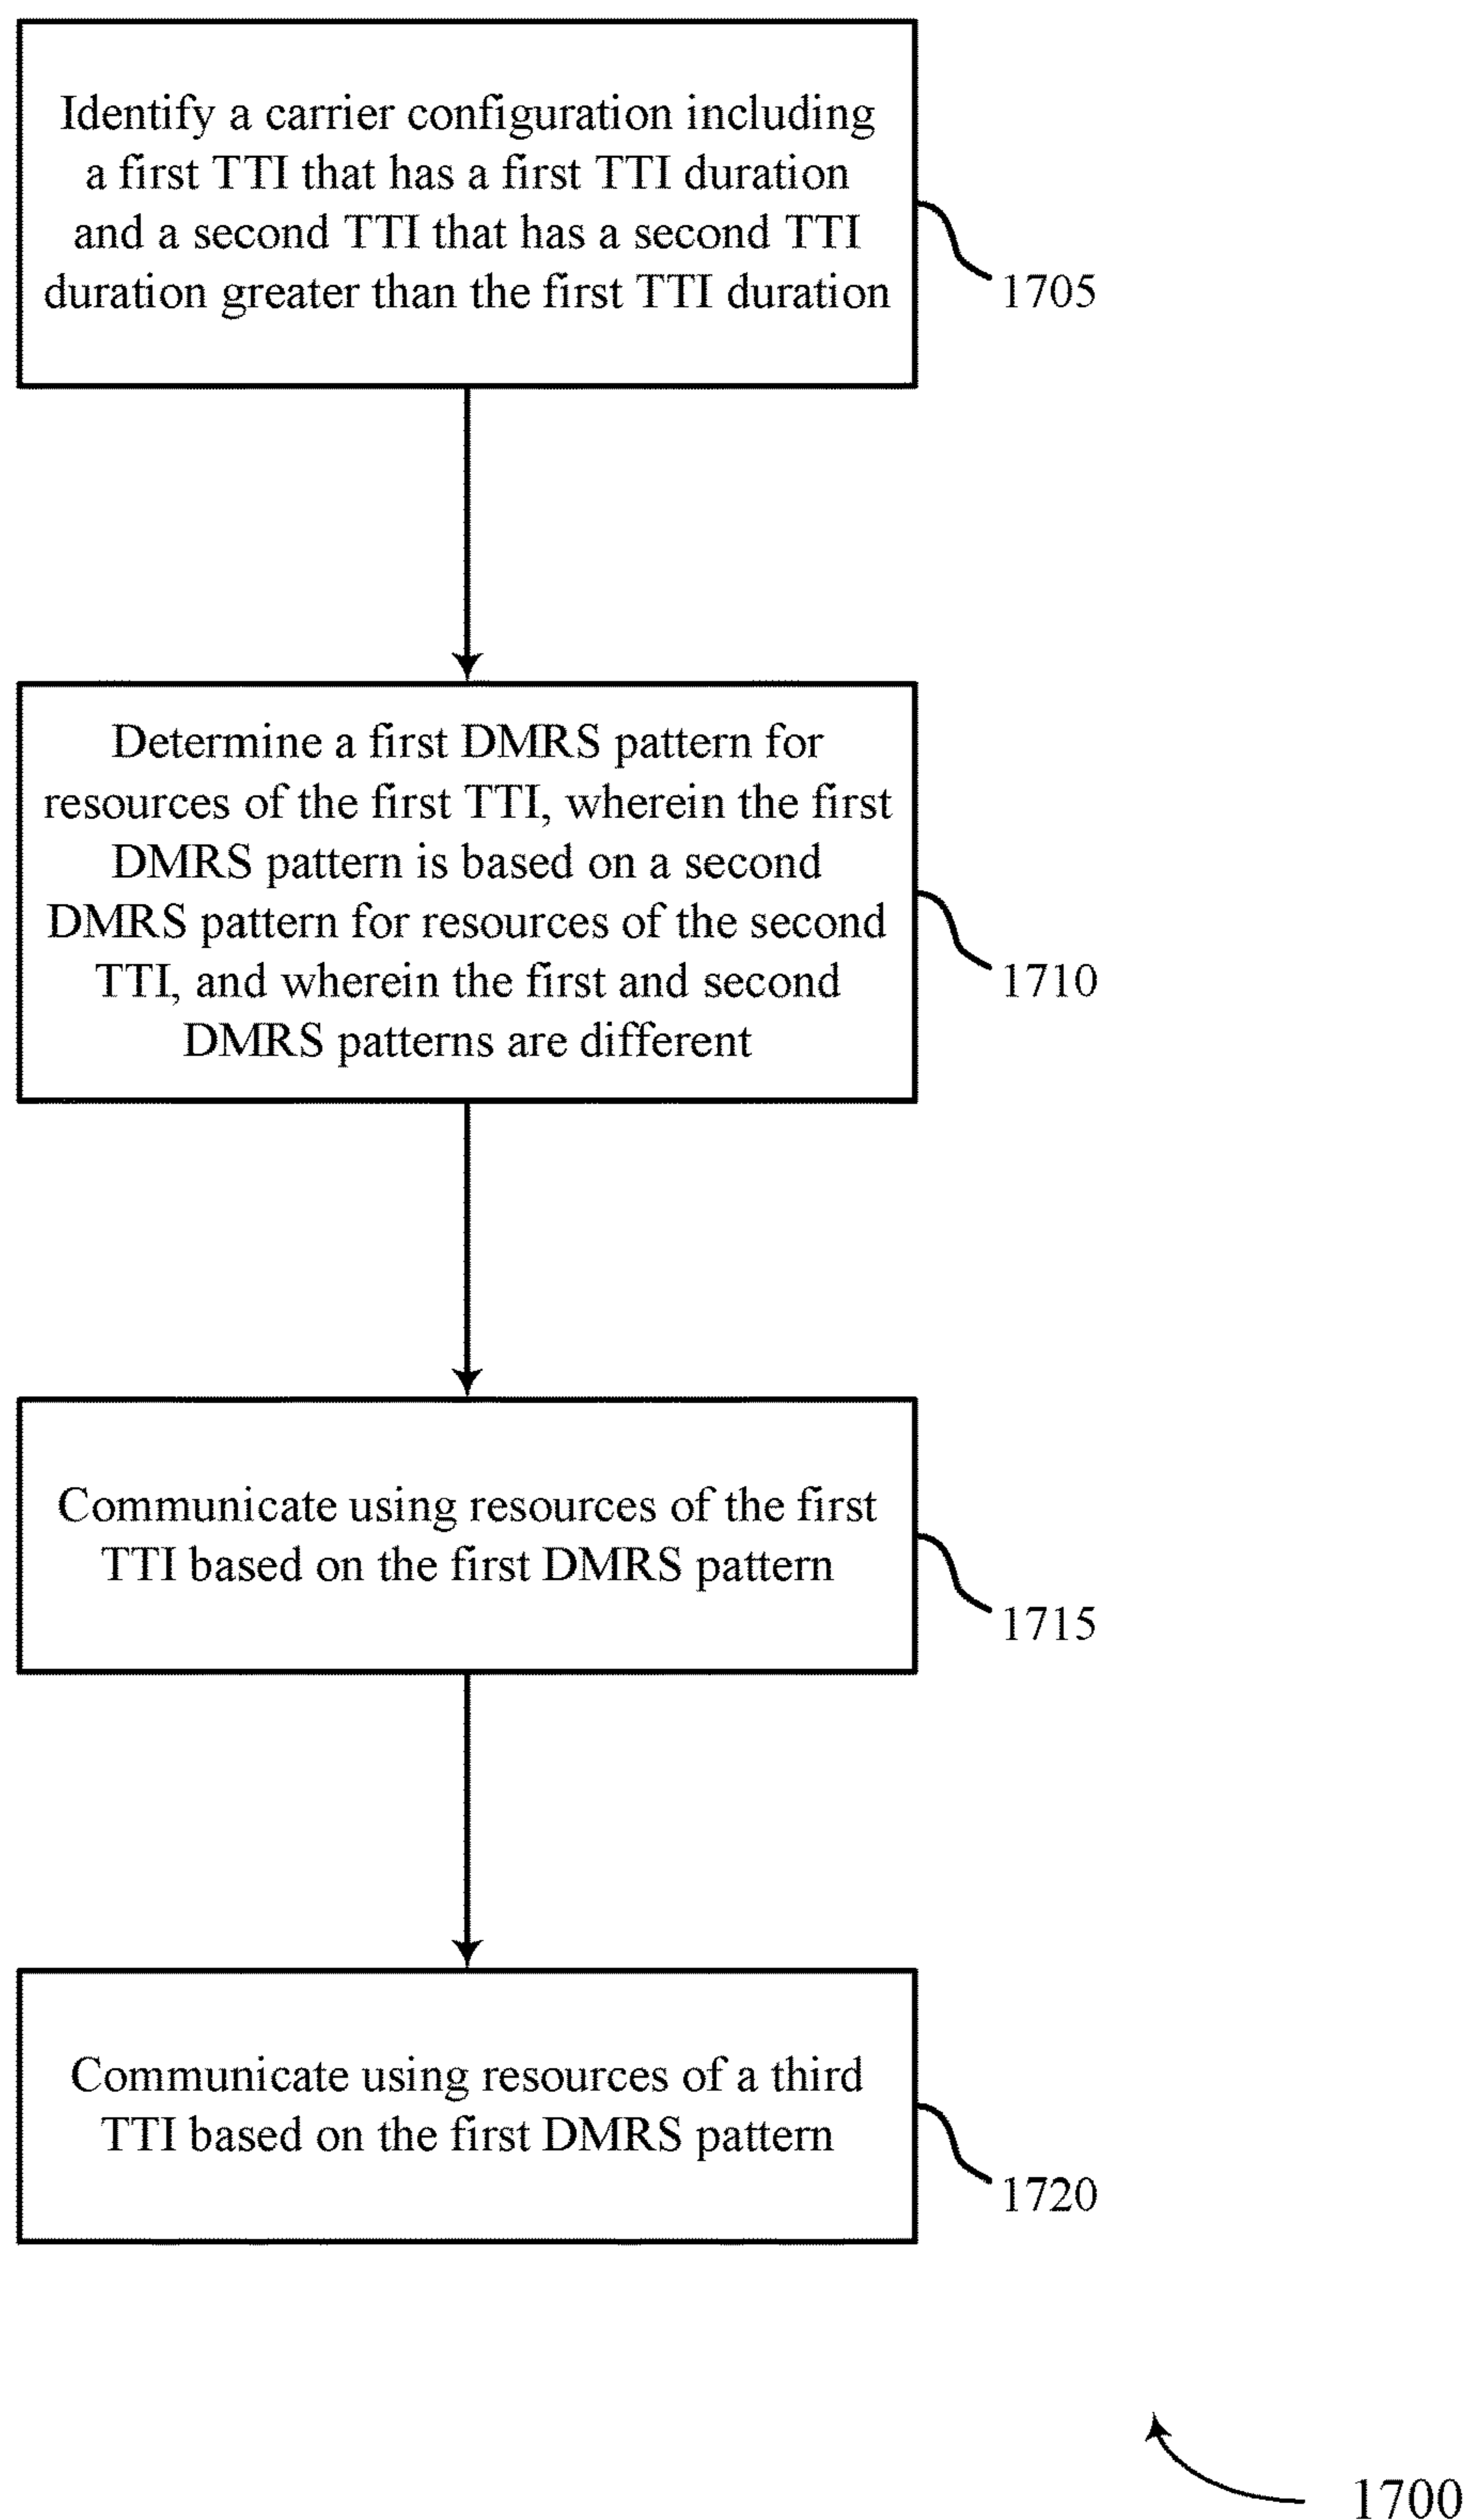 Identify a carrier configuration including
a first TTI that has a first TTI duration
and a second TTI that has a second TTI
duration greater than the first TTI duration
1705
Determine a first DMRS pattern for
resources of the first TTI, wherein the first
DMRS pattern is based on a second
DMRS pattern for resources of the second
TTI, and wherein the first and second
DMRS patterns are different
1710
Communicate using resources of the first
TTI based on the first DMRS pattern
1715
Communicate using resources of a third
TTI based on the first DMRS pattern
1720
1700